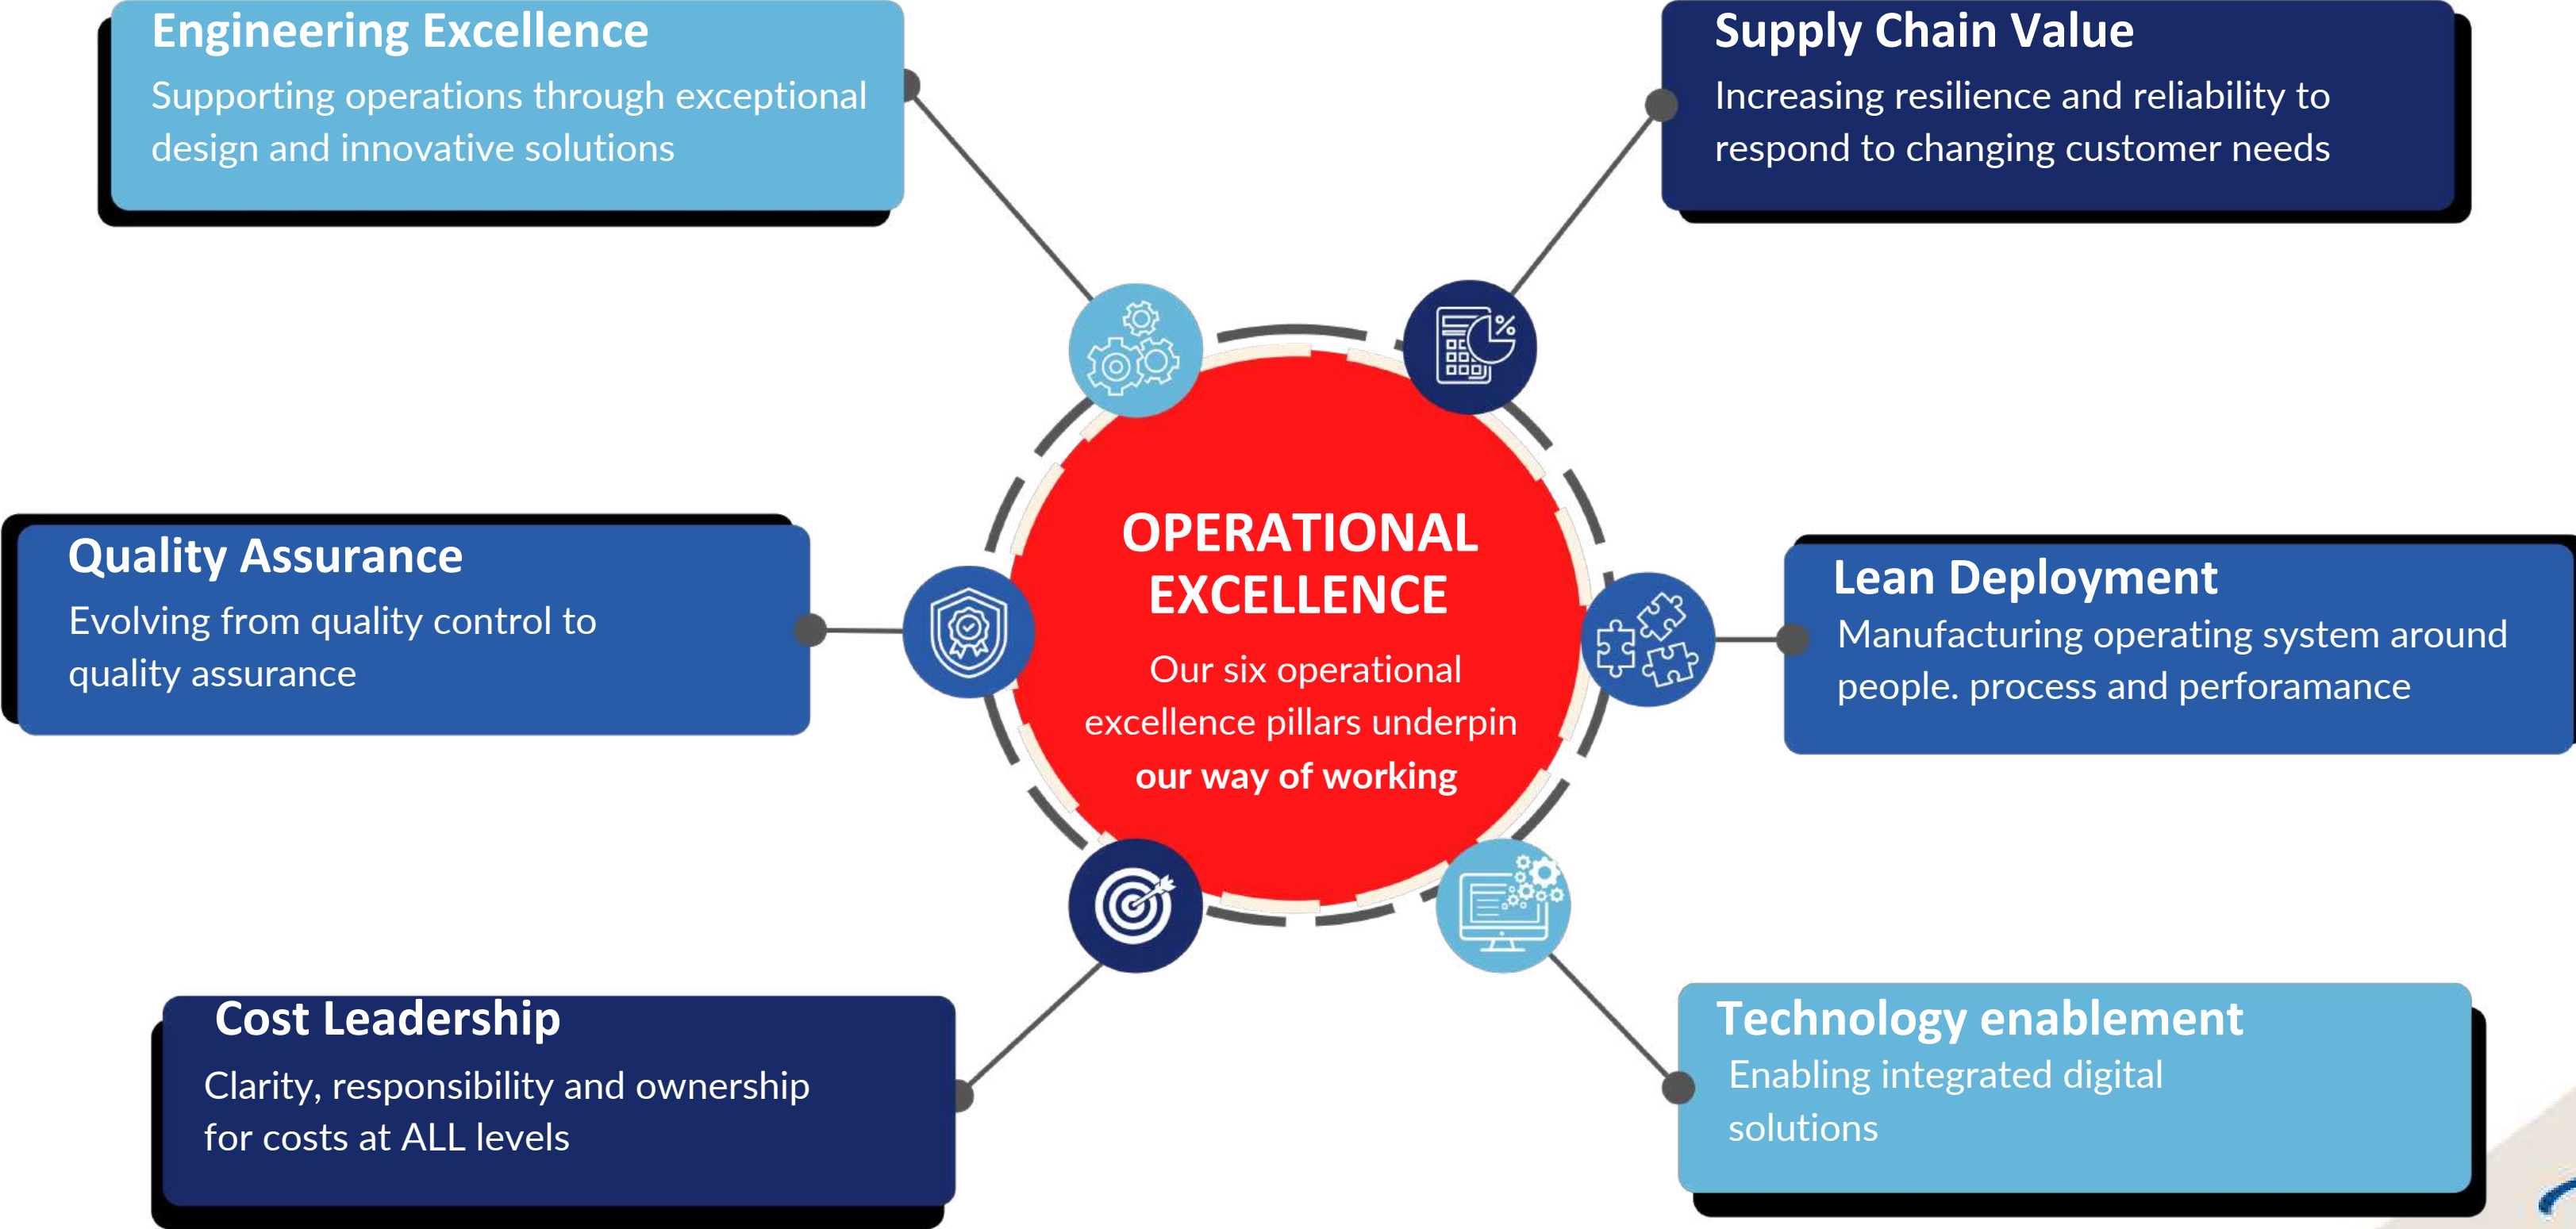 Engineering Excellence
Supporting operations through exceptional
design and innovative solutions
Supply Chain Value
Increasing resilience and reliability to
respond to changing customer needs
Quality Assurance
Evolving from quality control to
quality assurance
OPERATIONAL
EXCELLENCE
Our six operational
excellence pillars underpin
our way of working
Lean Deployment
Manufacturing operating system around
people. process and perforamance
Cost Leadership
Clarity, responsibility and ownership
for costs at ALL levels
Technology enablement
Enabling integrated digital
solutions
%